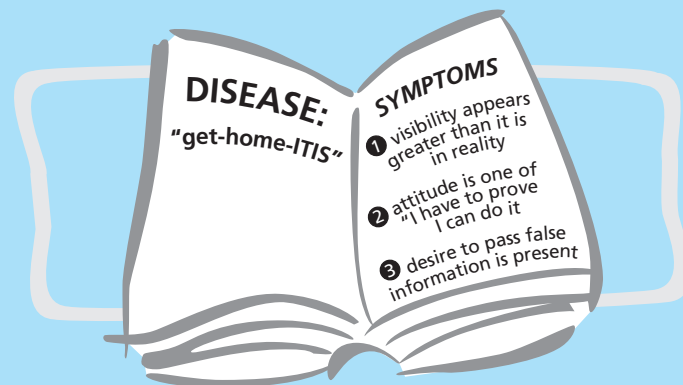 DISEASE:
"get-home-ITIS"
SYMPTOMS
1 visibility appears
greater than it is
in reality
2 attitude is one of
"I have to prove
I can do it
3 desire to pass false
information is present